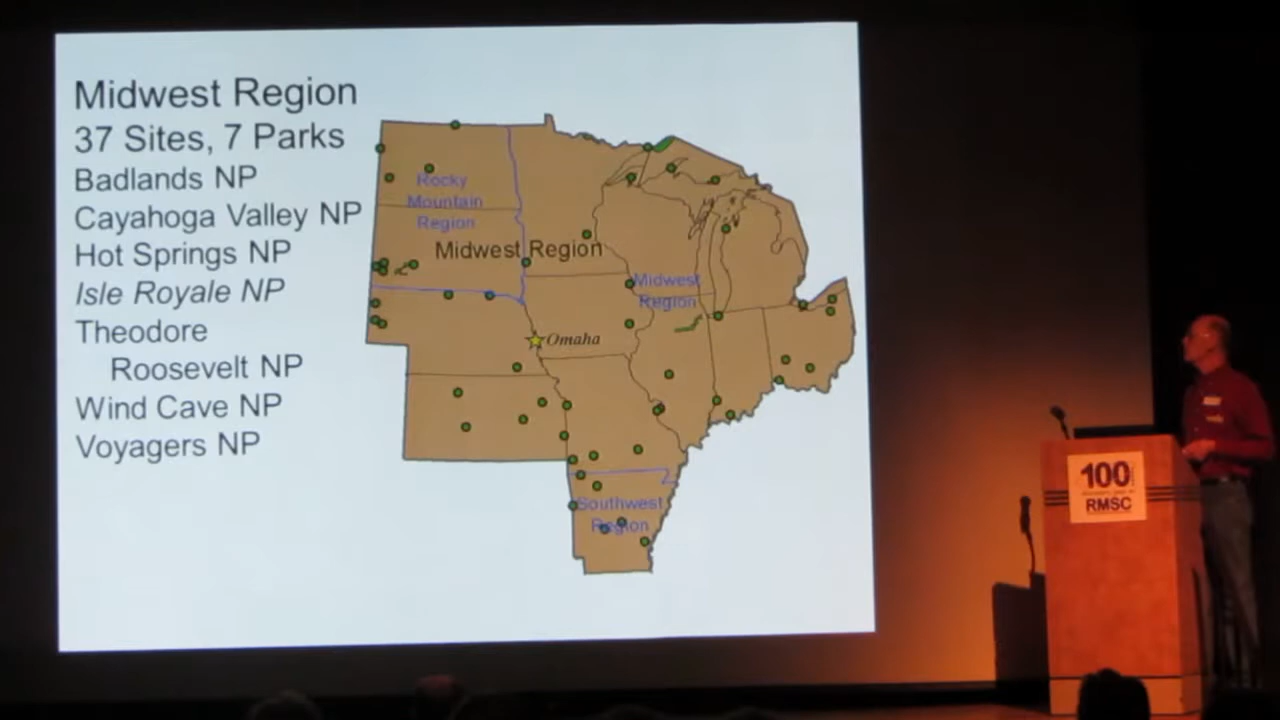 Midwest Region
37 Sites, 7 Parks
Badlands NP
Cayahoga Valley NP
Hot Springs NP
Isle Royale NP
Theodore
Roosevelt NP
Wind Cave NP
Voyagers NP
Rocky
Mountain
Region
Midwest Region
Midwest
Region
Omaha
Southwest
Region
100
RMSC